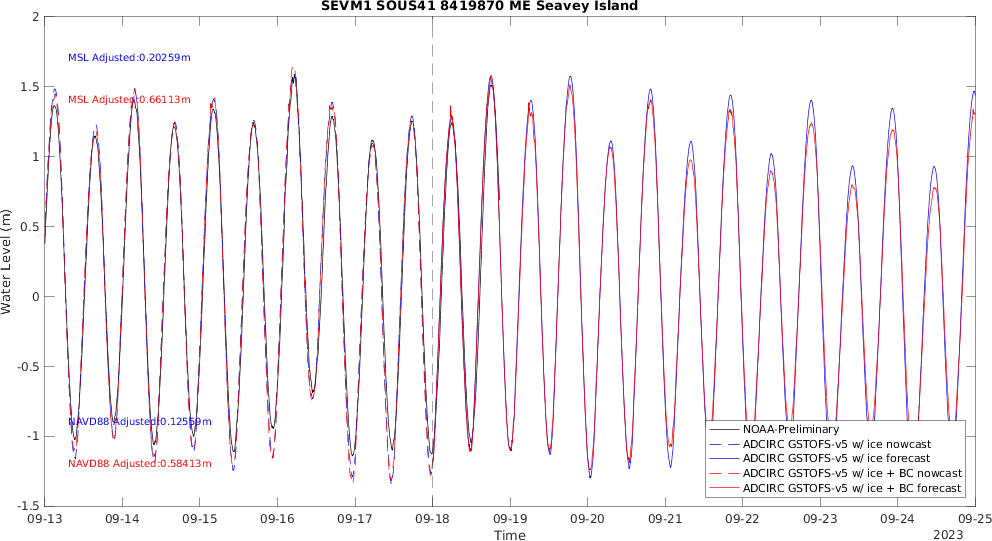 SEVM1 SOUS41 8419870 ME Seavey Island
Water Level (m)
2
1.5
1
0.5
0
-0.5
-1
-1.5
MSL Adjusted:0.20259m
MSL Adjusted:0.66113m
NAVD88 Adjusted:0.12559m
NAVD88 Adjusted:0.58413m
NOAA-Preliminary
ADCIRC GSTOFS-v5 w/ ice nowcast
ADCIRC GSTOFS-v5 w/ ice forecast
ADCIRC GSTOFS-v5 w/ ice + BC nowcast
ADCIRC GSTOFS-v5 w/ ice + BC forecast
09-13 09-14 09-15 09-16 09-17 09-18 09-19 09-20 09-21 09-22 09-23 09-24 09-25
Time
2023